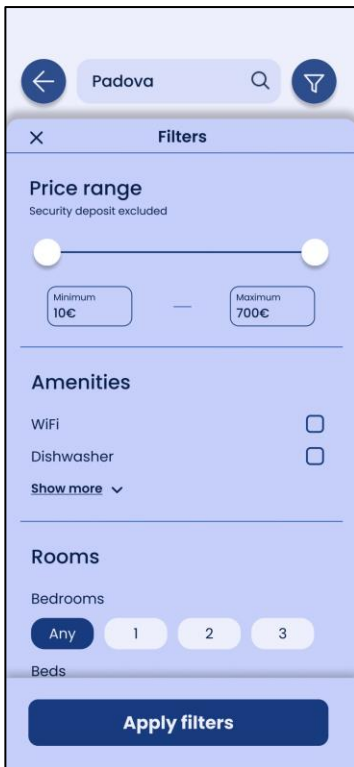 Padova
Filters
Price range
Security deposit excluded
Minimum
10€
Maximum
700€
Amenities
WiFi
Dishwasher
Show more
Rooms
Bedrooms
Any 1 2 3
Beds
Apply filters